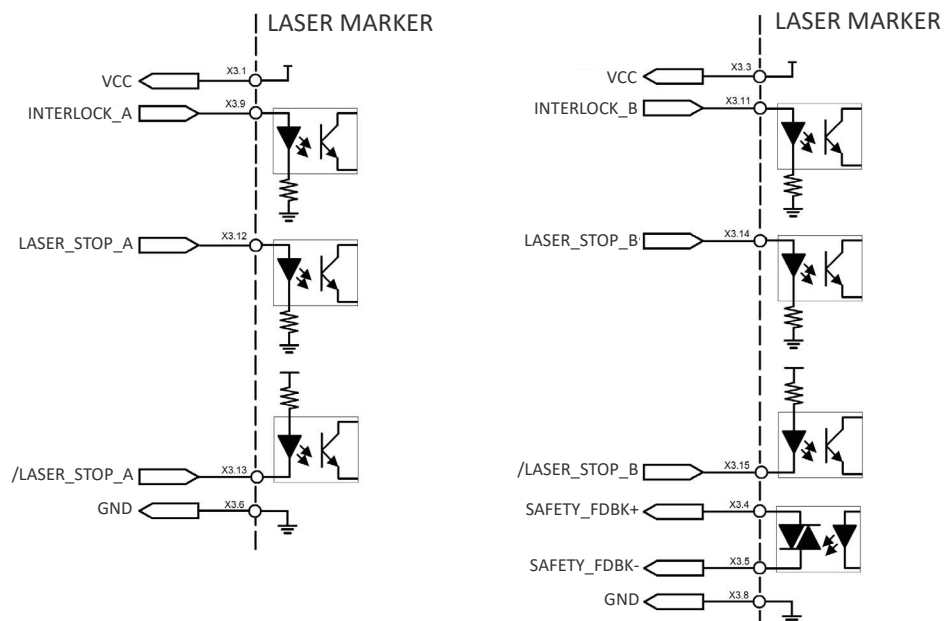 LASER MARKER
VCC
X3.1
INTERLOCK_A
X3.9
LASER_STOP_A
X3.12
/LASER_STOP_A
X3.13
GND
X3.6
LASER MARKER
VCC
X3.3
INTERLOCK_B
X3.11
LASER_STOP_B
X3.14
/LASER_STOP_B
X3.15
SAFETY_FDBK+
X3.4
SAFETY_FDBK-
X3.5
GND
X3.8